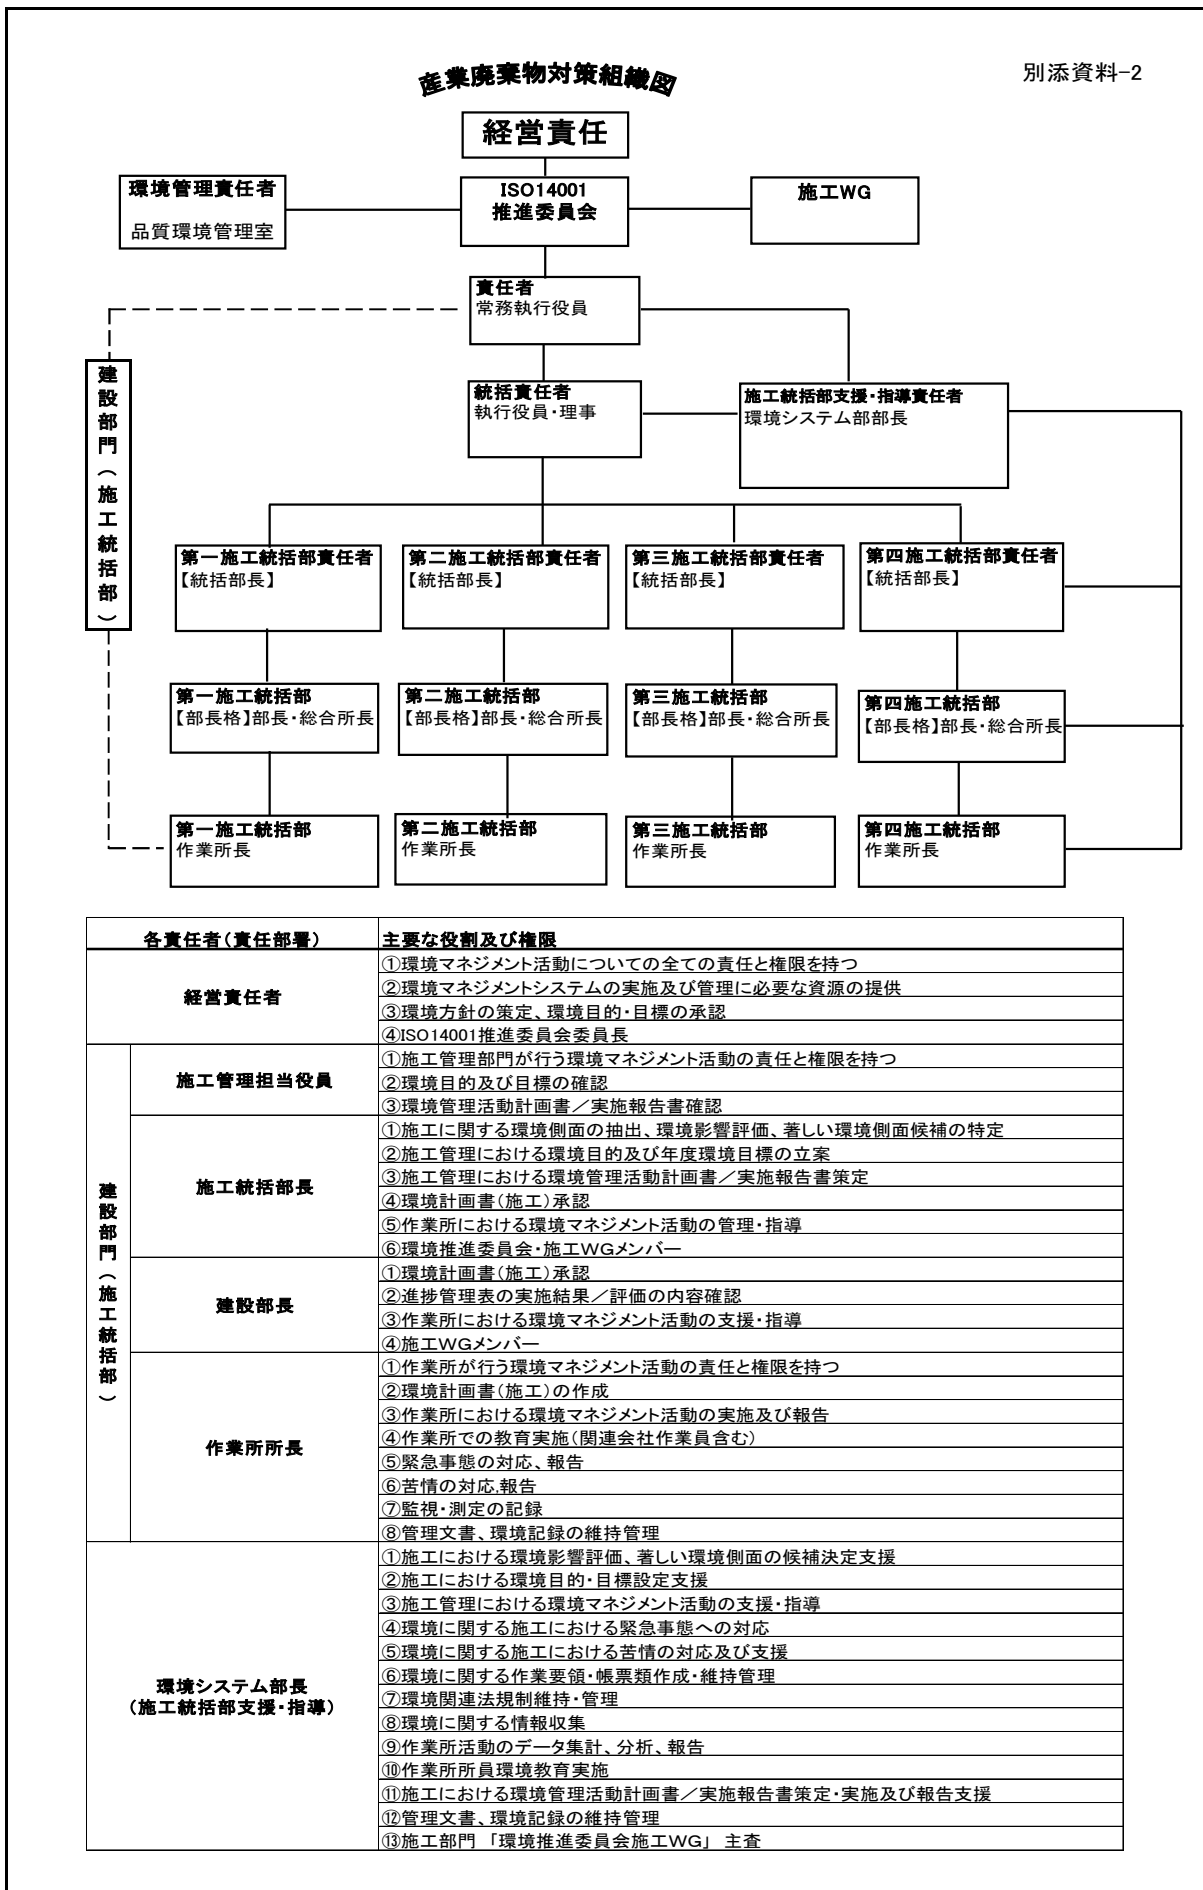 別添資料-2
産業廃棄物対策組織図
経営責任
環境管理責任者
品質環境管理室
ISO14001
推進委員会
施工WG
責任者
常務執行役員
建設部門(施工統括部)
統括責任者
執行役員・理事
施工統括部支援・指導責任者
環境システム部部長
第一施工統括部責任者
【統括部長】
第二施工統括部責任者
【統括部長】
第三施工統括部責任者
【統括部長】
第四施工統括部責任者
【統括部長】
第一施工統括部
【部長格】部長・総合所長
第二施工統括部
【部長格】部長・総合所長
第三施工統括部
【部長格】部長・総合所長
第四施工統括部
【部長格】部長・総合所長
第一施工統括部
作業所長
第二施工統括部
作業所長
第三施工統括部
作業所長
第四施工統括部
作業所長
各責任者(責任部署) 主要な役割及び権限
経営責任者
①環境マネジメント活動についての全ての責任と権限を持つ
②環境マネジメントシステムの実施及び管理に必要な資源の提供
③環境方針の策定、環境目的・目標の承認
④ISO14001推進委員会委員長
建設部門(施工統括部)
施工管理担当役員
①施工管理部門が行う環境マネジメント活動の責任と権限を持つ
②環境目的及び目標の確認
③環境管理活動計画書/実施報告書確認
施工統括部長
①施工に関する環境側面の抽出、環境影響評価、著しい環境側面候補の特定
②施工管理における環境目的及び年度環境目標の立案
③施工管理における環境管理活動計画書/実施報告書策定
④環境計画書(施工)承認
⑤作業所における環境マネジメント活動の管理・指導
⑥環境推進委員会・施工WGメンバー
建設部長
①環境計画書(施工)承認
②進捗管理表の実施結果/評価の内容確認
③作業所における環境マネジメント活動の支援・指導
④施工WGメンバー
作業所所長
①作業所が行う環境マネジメント活動の責任と権限を持つ
②環境計画書(施工)の作成
③作業所における環境マネジメント活動の実施及び報告
④作業所での教育実施(関連会社作業員含む)
⑤緊急事態の対応、報告
⑥苦情の対応,報告
⑦監視・測定の記録
⑧管理文書、環境記録の維持管理
環境システム部長
(施工統括部支援・指導)
①施工における環境影響評価、著しい環境側面の候補決定支援
②施工における環境目的・目標設定支援
③施工管理における環境マネジメント活動の支援・指導
④環境に関する施工における緊急事態への対応
⑤環境に関する施工における苦情の対応及び支援
⑥環境に関する作業要領・帳票類作成・維持管理
⑦環境関連法規制維持・管理
⑧環境に関する情報収集
⑨作業所活動のデータ集計、分析、報告
⑩作業所所員環境教育実施
⑪施工における環境管理活動計画書/実施報告書策定・実施及び報告支援
⑫管理文書、環境記録の維持管理
⑬施工部門 「環境推進委員会施工WG」 主査